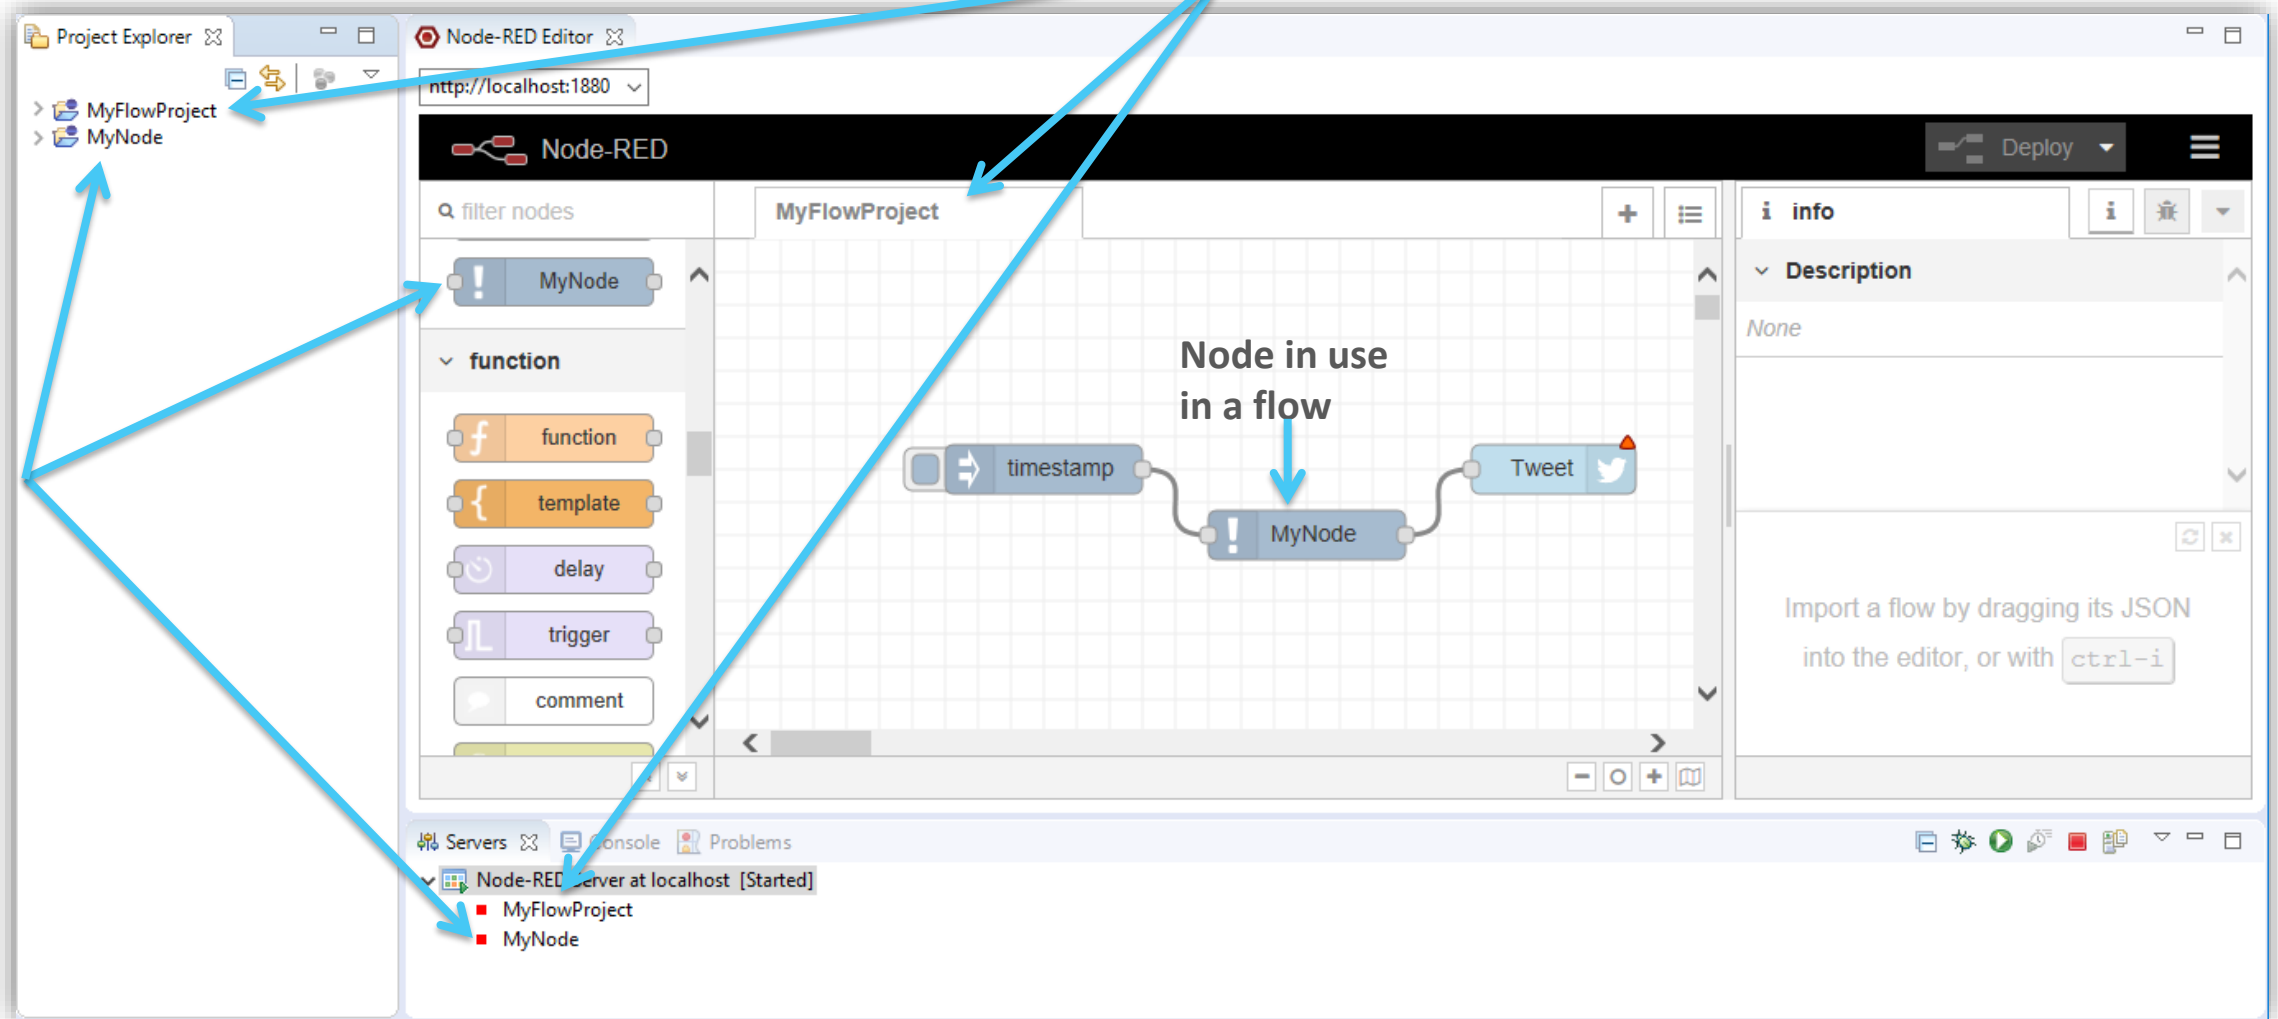 Project Explorer
MyFlowProject
MyNode
Node-RED Editor
http://localhost:1880
Node-RED
Deploy
filter nodes
MyNode
function
function
template
delay
trigger
comment
MyFlowProject
Node in use
in a flow
timestamp
MyNode
Tweet
i info
i
Description
None
Import a flow by dragging its JSON
into the editor, or with ctrl-i
Servers Console Problems
Node-RED Server at localhost [Started]
MyFlowProject
MyNode